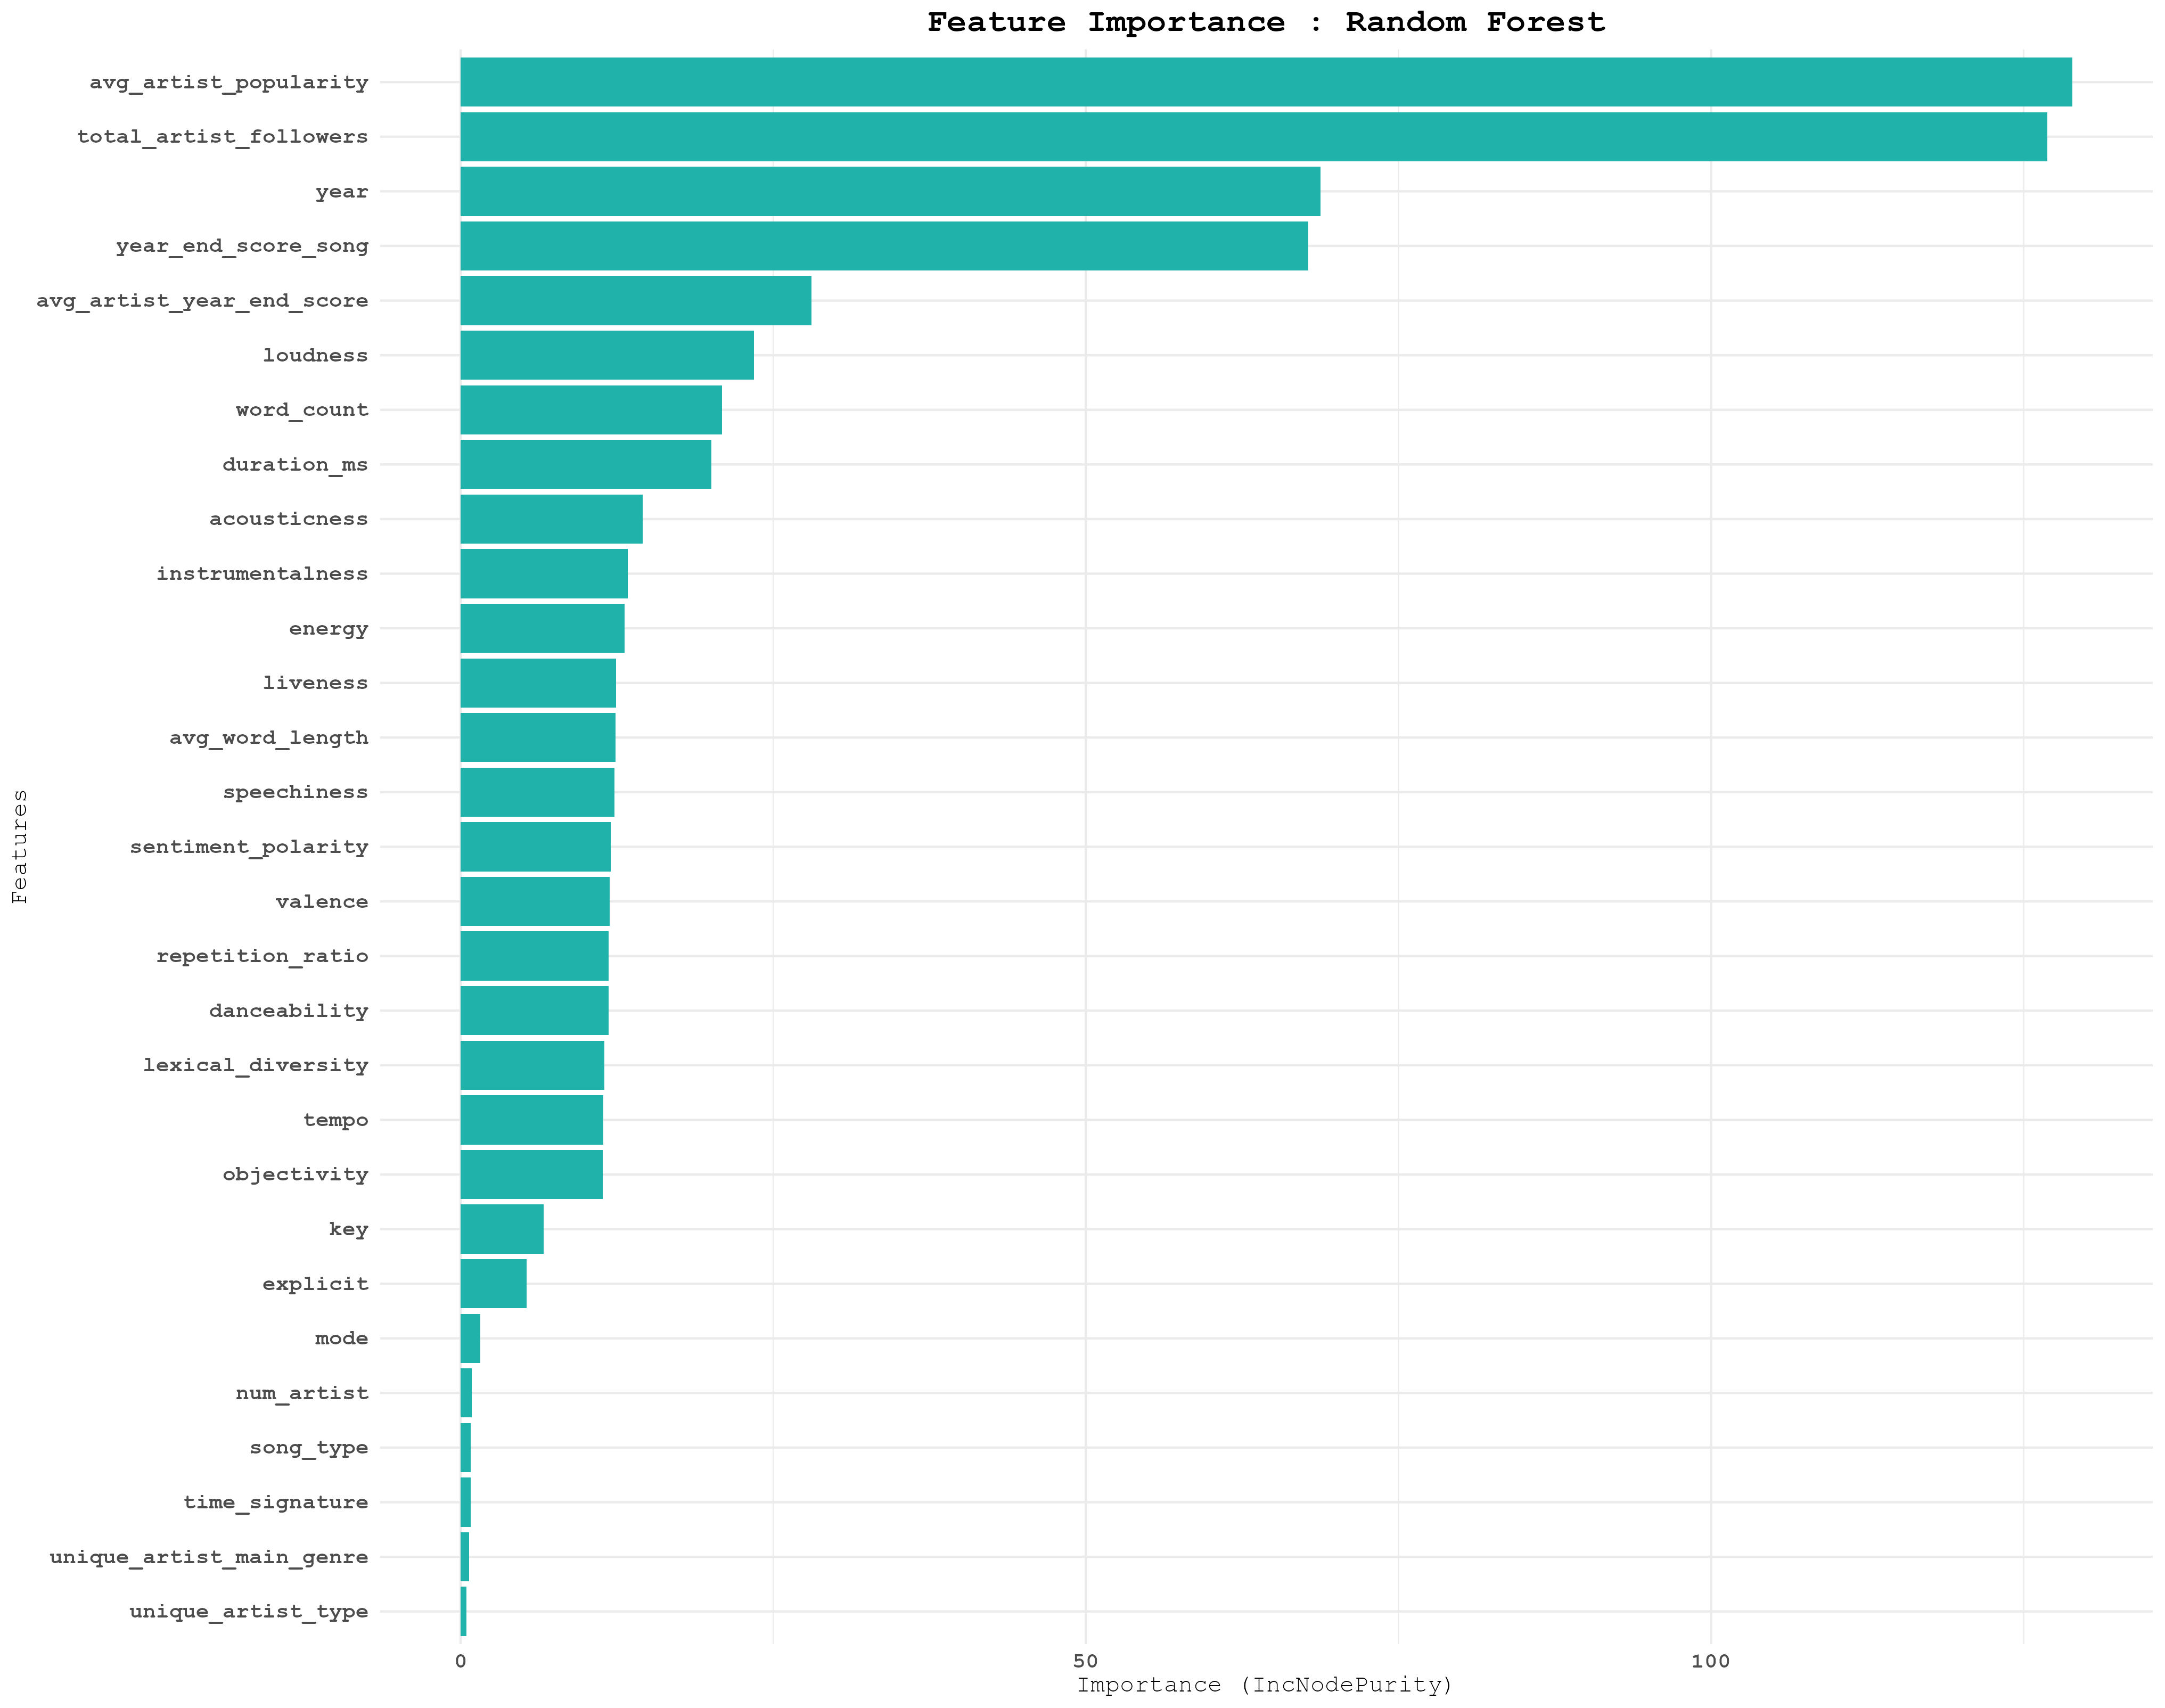 Feature Importance : Random Forest
avg_artist_popularity
total_artist_followers
year
year_end_score_song
avg_artist_year_end_score
loudness
word_count
duration_ms
acousticness
instrumentalness
energy
liveness
avg_word_length
speechiness
sentiment_polarity
valence
repetition_ratio
danceability
lexical_diversity
tempo
objectivity
key
explicit
mode
num_artist
song_type
time_signature
unique_artist_main_genre
unique_artist_type
Features
0 50 100
Importance (IncNodePurity)